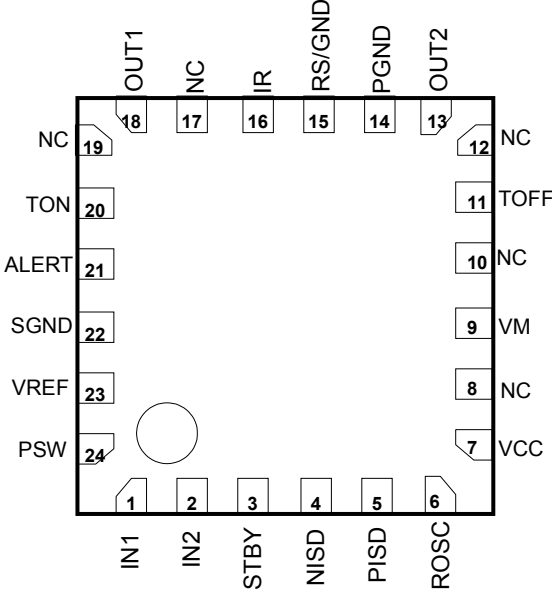 OUT1
NC
IR
RS/GND
PGND
OUT2
18
17
16
15
14
13
NC 19
12 NC
TON 20
11 TOFF
ALERT 21
10 NC
SGND 22
9 VM
VREF 23
8 NC
PSW 24
7 VCC
1
2
3
4
5
6
IN1
IN2
STBY
NISD
PISD
ROSC